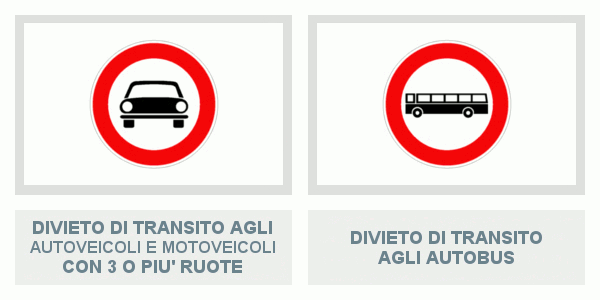 DIVIETO DI TRANSITO AGLI
AUTOVEICOLI E MOTOVEICOLI
CON 3 O PIU' RUOTE
DIVIETO DI TRANSITO
AGLI AUTOBUS